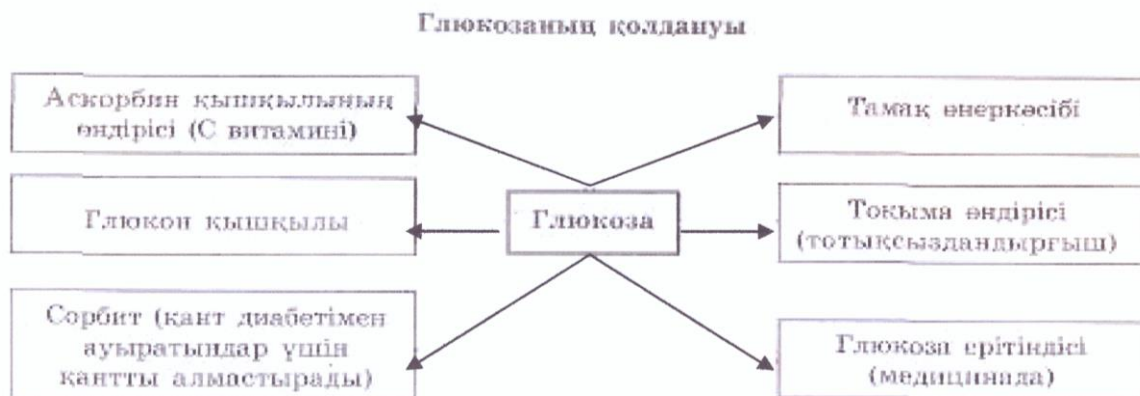 Глюкозаның қолдануы
Аскорбин қышқылының
өндірісі (С витамині)
Глюкон қышқылы
Сорбит (қант диабетімен
ауыратындар үшін
қантты алмастырады)
Глюкоза
Тамақ өнеркәсібі
Тоқыма өндірісі
(тотықсыздандырғыш)
Глюкоза ерітіндісі
(медицинада)